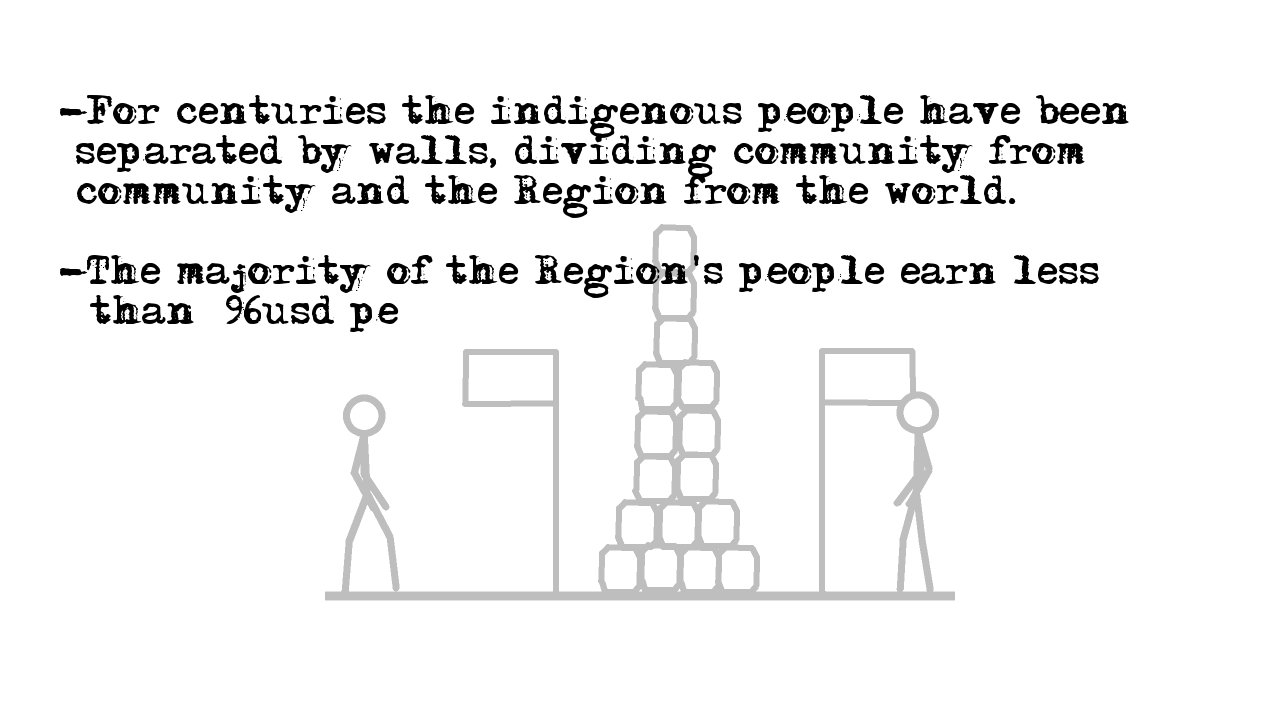 -For centuries the indigenous people have been
separated by walls, dividing community from
community and the Region from the world.
-The majority of the Region's people earn less
than 96usd pe